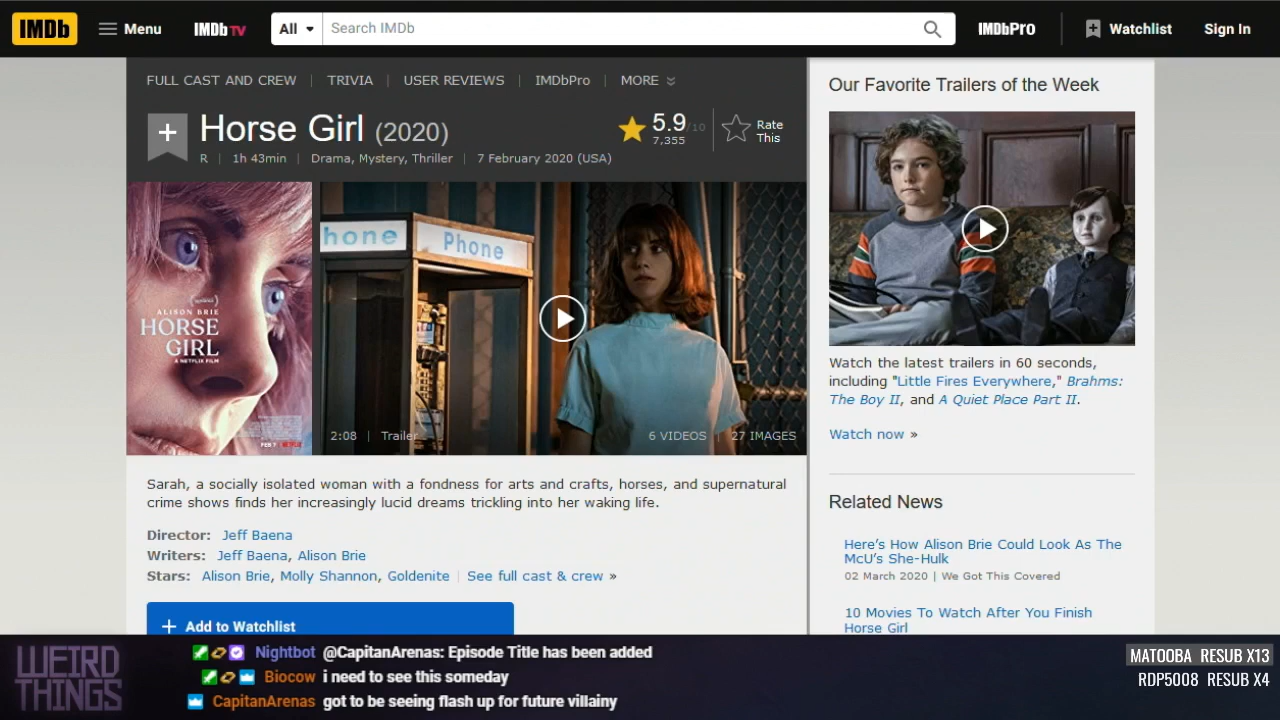 IMDb
Menu
IMDb TV
All
Search IMDb
IMDbPro
Watchlist
Sign In
FULL CAST AND CREW | TRIVIA | USER REVIEWS | IMDbPro | MORE
Horse Girl (2020)
R | 1h 43min | Drama, Mystery, Thriller | 7 February 2020 (USA)
5.9/10
7,355
Rate
This
ALISON BRIE
HORSE
GIRL
A NETFLIX FILM
FEB 7
NETFLIX
hone
Phone
2:08 | Trailer
6 VIDEOS | 27 IMAGES
Sarah, a socially isolated woman with a fondness for arts and crafts, horses, and supernatural
crime shows finds her increasingly lucid dreams trickling into her waking life.
Director: Jeff Baena
Writers: Jeff Baena, Alison Brie
Stars: Alison Brie, Molly Shannon, Goldenite | See full cast & crew »
+ Add to Watchlist
Our Favorite Trailers of the Week
Watch the latest trailers in 60 seconds,
including "Little Fires Everywhere," Brahms:
The Boy II, and A Quiet Place Part II.
Watch now »
Related News
Here's How Alison Brie Could Look As The
McU's She-Hulk
02 March 2020 | We Got This Covered
10 Movies To Watch After You Finish
Horse Girl
WEIRD
THINGS
Nightbot @CapitanArenas: Episode Title has been added
Biocow i need to see this someday
CapitanArenas got to be seeing flash up for future villainy
MATOOBA RESUB X13
RDP5008 RESUB X4